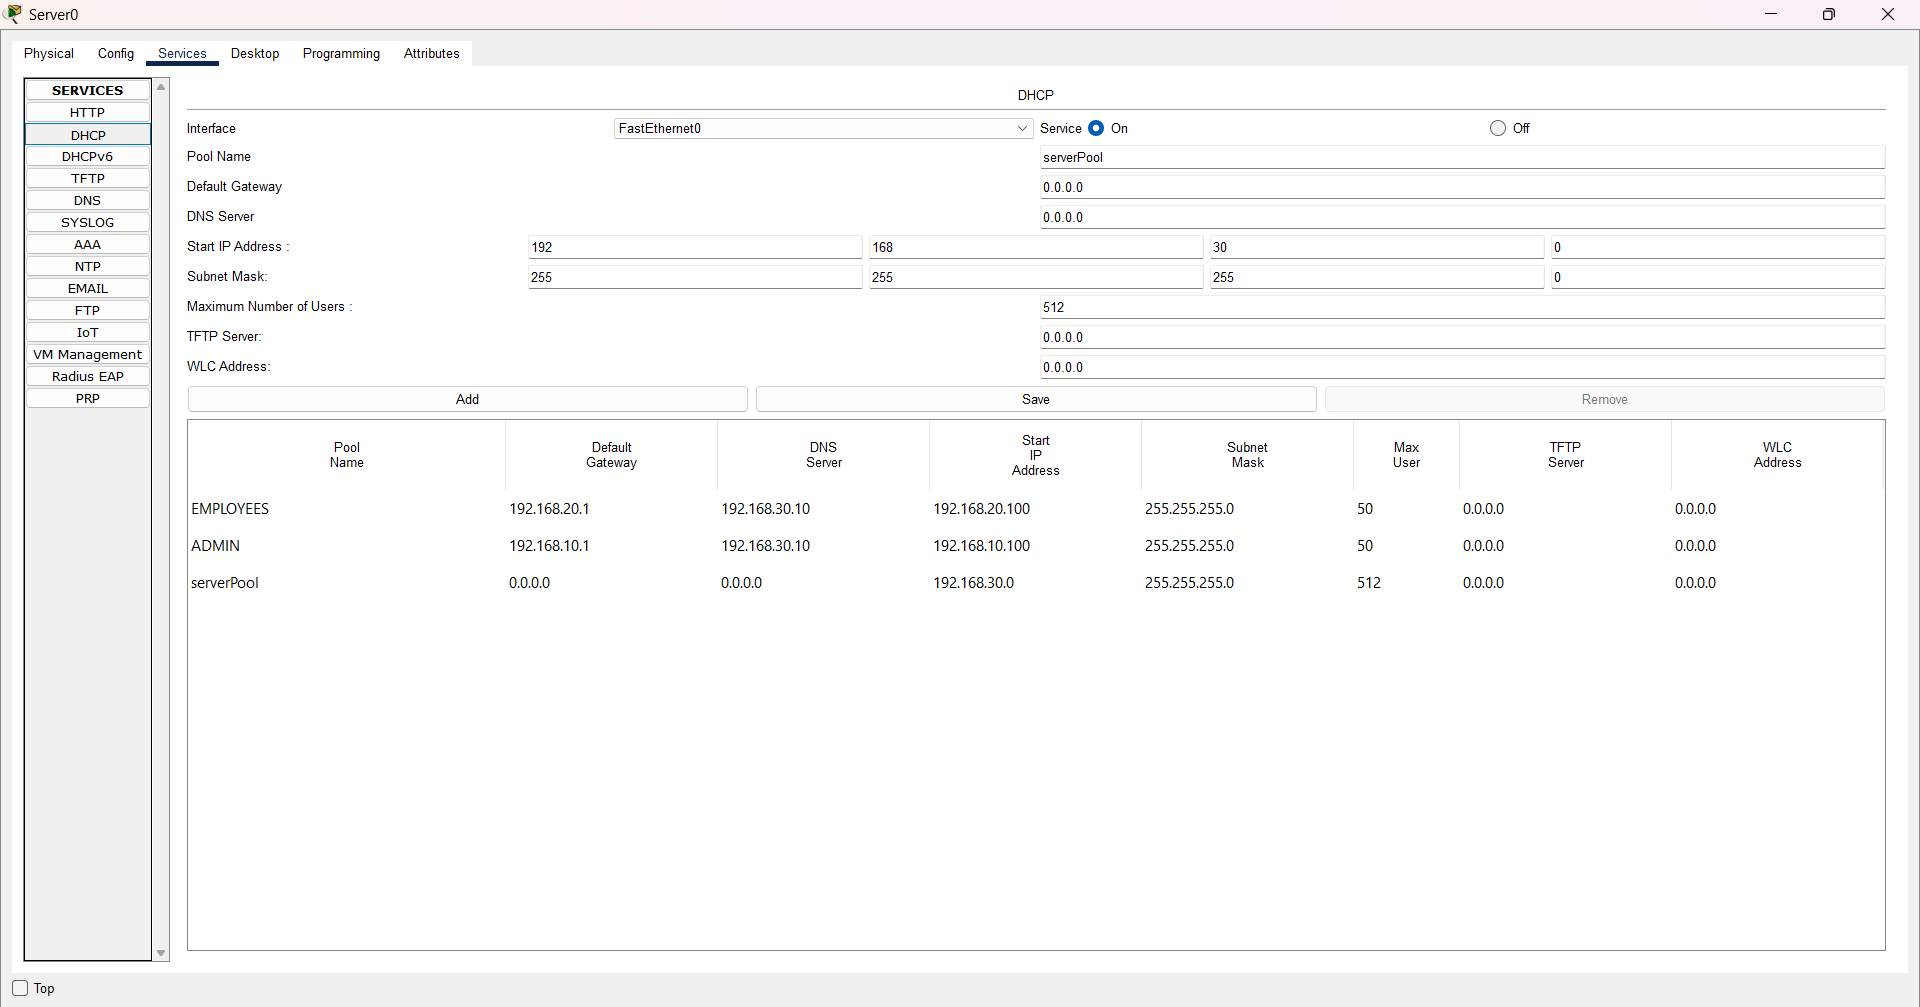 Server0
Physical Config Services Desktop Programming Attributes
SERVICES
HTTP
DHCP
DHCPv6
TFTP
DNS
SYSLOG
AAA
NTP
EMAIL
FTP
IoT
VM Management
Radius EAP
PRP
DHCP
Interface FastEthernet0 Service On Off
Pool Name serverPool
Default Gateway 0.0.0.0
DNS Server 0.0.0.0
Start IP Address : 192 168 30 0
Subnet Mask: 255 255 255 0
Maximum Number of Users : 512
TFTP Server: 0.0.0.0
WLC Address: 0.0.0.0
Add Save Remove
Pool Name Default Gateway DNS Server Start IP Address Subnet Mask Max User TFTP Server WLC Address
EMPLOYEES 192.168.20.1 192.168.30.10 192.168.20.100 255.255.255.0 50 0.0.0.0 0.0.0.0
ADMIN 192.168.10.1 192.168.30.10 192.168.10.100 255.255.255.0 50 0.0.0.0 0.0.0.0
serverPool 0.0.0.0 0.0.0.0 192.168.30.0 255.255.255.0 512 0.0.0.0 0.0.0.0
Top